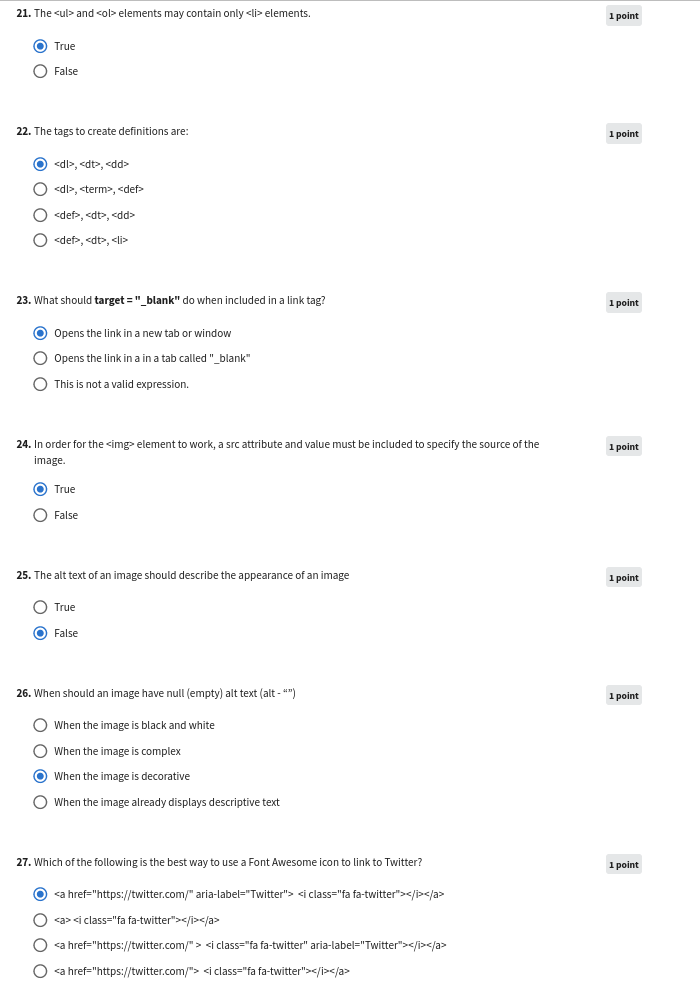 21. The <ul> and <ol> elements may contain only <li> elements.
1 point
True
False
22. The tags to create definitions are:
1 point
<dl>, <dt>, <dd>
<dl>, <term>, <def>
<def>, <dt>, <dd>
<def>, <dt>, <li>
23. What should target = "_blank" do when included in a link tag?
1 point
Opens the link in a new tab or window
Opens the link in a in a tab called "_blank"
This is not a valid expression.
24. In order for the <img> element to work, a src attribute and value must be included to specify the source of the
image.
1 point
True
False
25. The alt text of an image should describe the appearance of an image
1 point
True
False
26. When should an image have null (empty) alt text (alt - “”)
1 point
When the image is black and white
When the image is complex
When the image is decorative
When the image already displays descriptive text
27. Which of the following is the best way to use a Font Awesome icon to link to Twitter?
1 point
<a href="https://twitter.com/" aria-label="Twitter"> <i class="fa fa-twitter"></i></a>
<a> <i class="fa fa-twitter"></i></a>
<a href="https://twitter.com/" > <i class="fa fa-twitter" aria-label="Twitter"></i></a>
<a href="https://twitter.com/"> <i class="fa fa-twitter"></i></a>